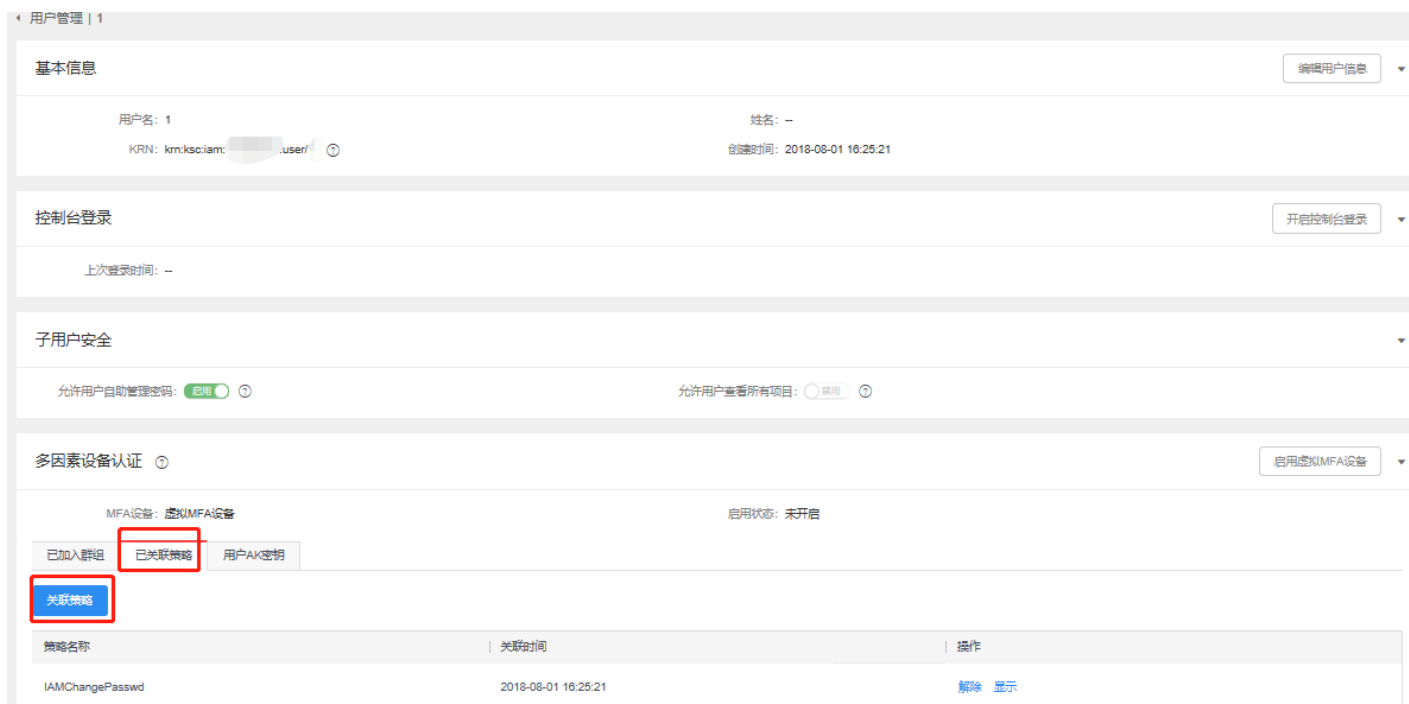 用户管理 | 1
基本信息
编辑用户信息
用户名: 1
姓名: --
KRN: krn:ksc:iam: :user/
创建时间: 2018-08-01 16:25:21
控制台登录
开启控制台登录
上次登录时间: --
子用户安全
允许用户自助管理密码: 启用
允许用户查看所有项目: 禁用
多因素设备认证
启用虚拟MFA设备
MFA设备: 虚拟MFA设备
启用状态: 未开启
已加入群组 已关联策略 用户AK密钥
关联策略
策略名称 关联时间 操作
IAMChangePasswd 2018-08-01 16:25:21 解除 显示